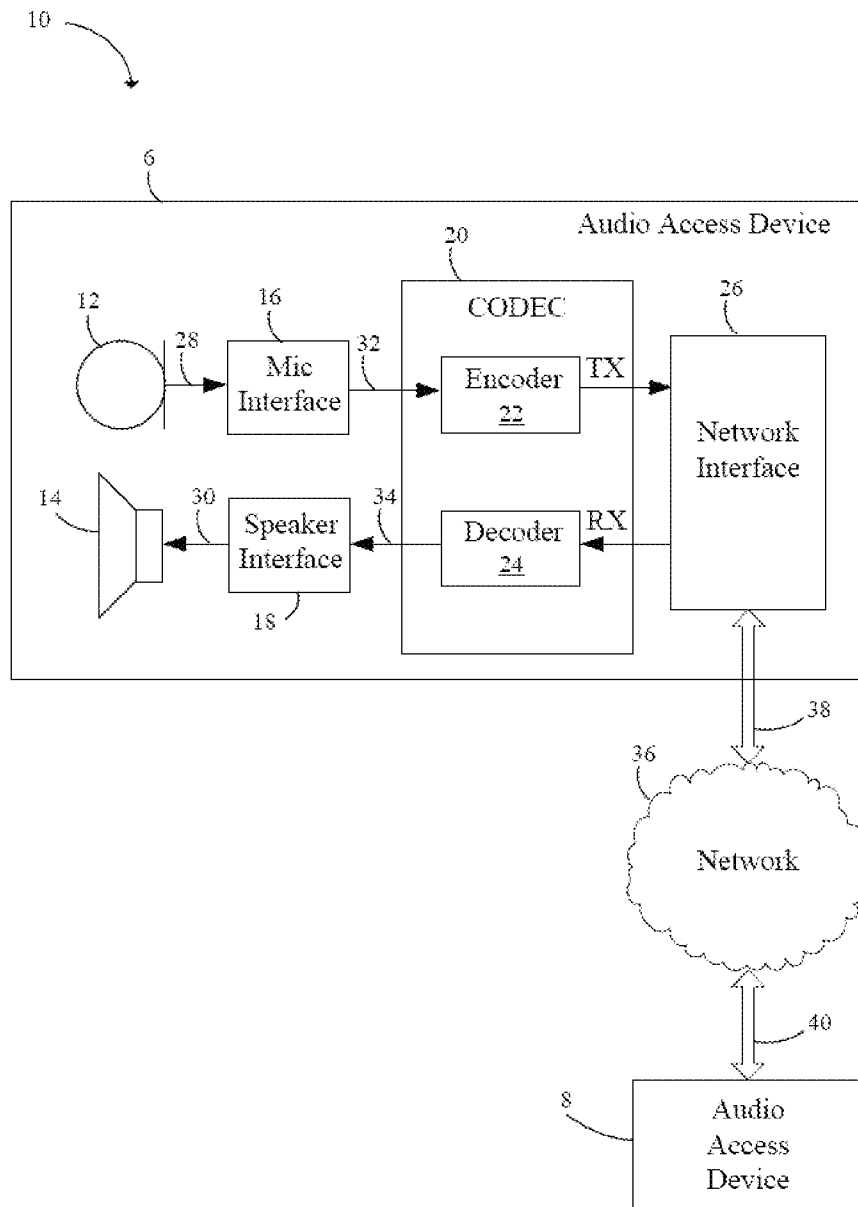 10
6
Audio Access Device
20
CODEC
26
12
28
16
Mic
Interface
32
Encoder
22
TX
Network
Interface
14
30
Speaker
Interface
18
34
Decoder
24
RX
38
36
Network
40
8
Audio
Access
Device